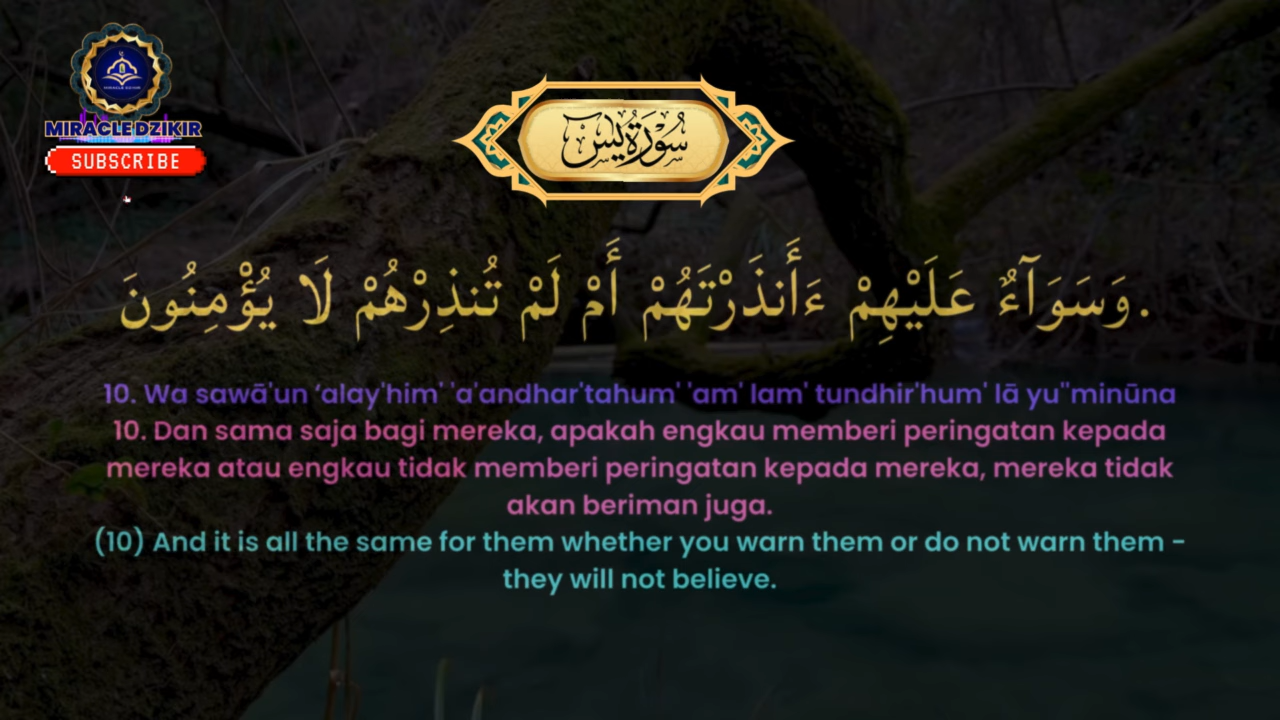 MIRACLE DZIKIR
SUBSCRIBE
سُورَةُ يٰسٓ
وَسَوَآءٌ عَلَيْهِمْ ءَأَنذَرْتَهُمْ أَمْ لَمْ تُنذِرْهُمْ لَا يُؤْمِنُونَ.
10. Wa sawā'un ‘alay'him' 'a'andhar'tahum' 'am' lam' tundhir'hum' lā yu''minūna
10. Dan sama saja bagi mereka, apakah engkau memberi peringatan kepada
mereka atau engkau tidak memberi peringatan kepada mereka, mereka tidak
akan beriman juga.
(10) And it is all the same for them whether you warn them or do not warn them -
they will not believe.